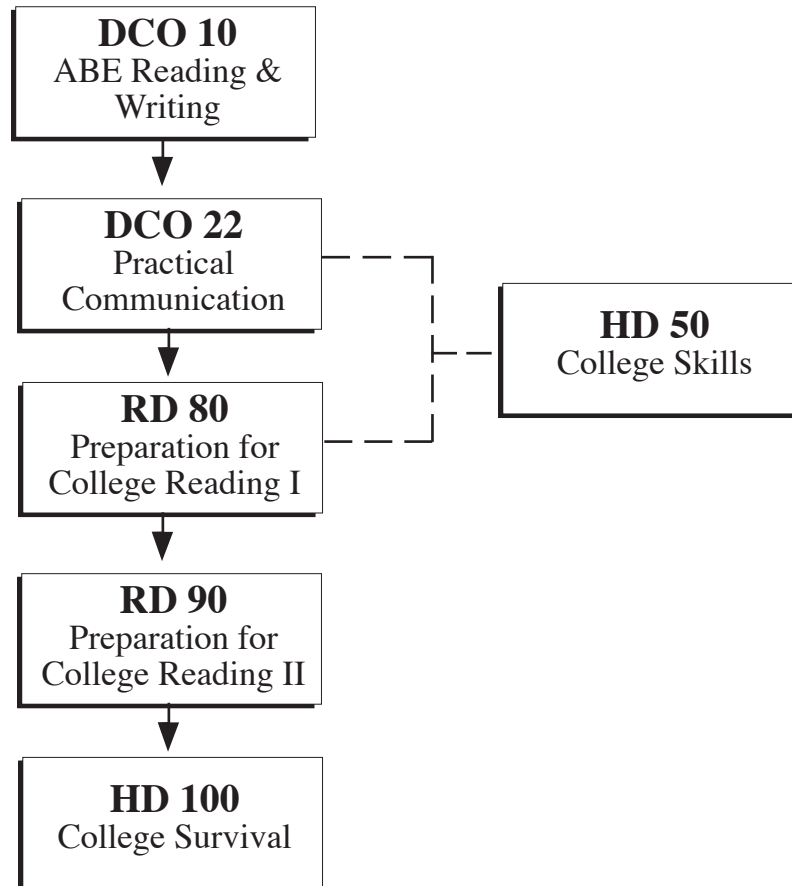 DCO 10
ABE Reading &
Writing
DCO 22
Practical
Communication
HD 50
College Skills
RD 80
Preparation for
College Reading I
RD 90
Preparation for
College Reading II
HD 100
College Survival